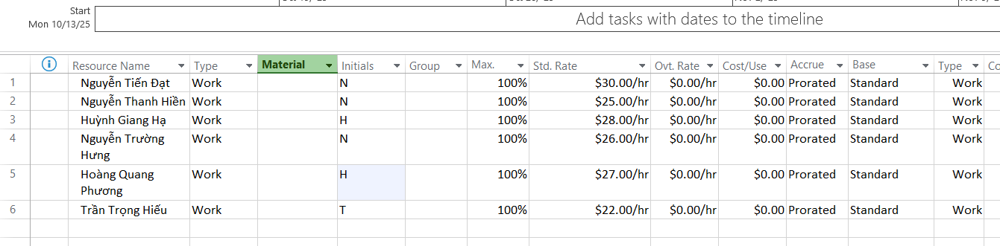 Start
Mon 10/13/25
Add tasks with dates to the timeline
Resource Name Type Material Initials Group Max. Std. Rate Ovt. Rate Cost/Use Accrue Base Type
1 Nguyễn Tiến Đạt Work N 100% $30.00/hr $0.00/hr $0.00 Prorated Standard Work
2 Nguyễn Thanh Hiền Work N 100% $25.00/hr $0.00/hr $0.00 Prorated Standard Work
3 Huỳnh Giang Hạ Work H 100% $28.00/hr $0.00/hr $0.00 Prorated Standard Work
4 Nguyễn Trường Work N 100% $26.00/hr $0.00/hr $0.00 Prorated Standard Work
Hưng
5 Hoàng Quang Work H 100% $27.00/hr $0.00/hr $0.00 Prorated Standard Work
Phương
6 Trần Trọng Hiếu Work T 100% $22.00/hr $0.00/hr $0.00 Prorated Standard Work